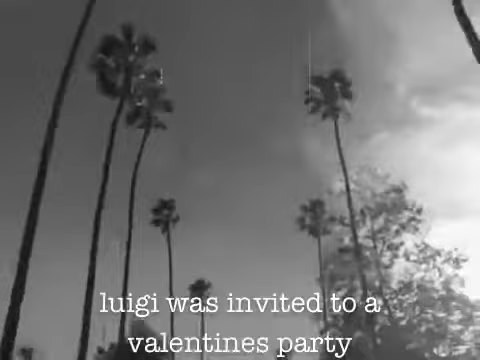 luigi was invited to a
valentines party